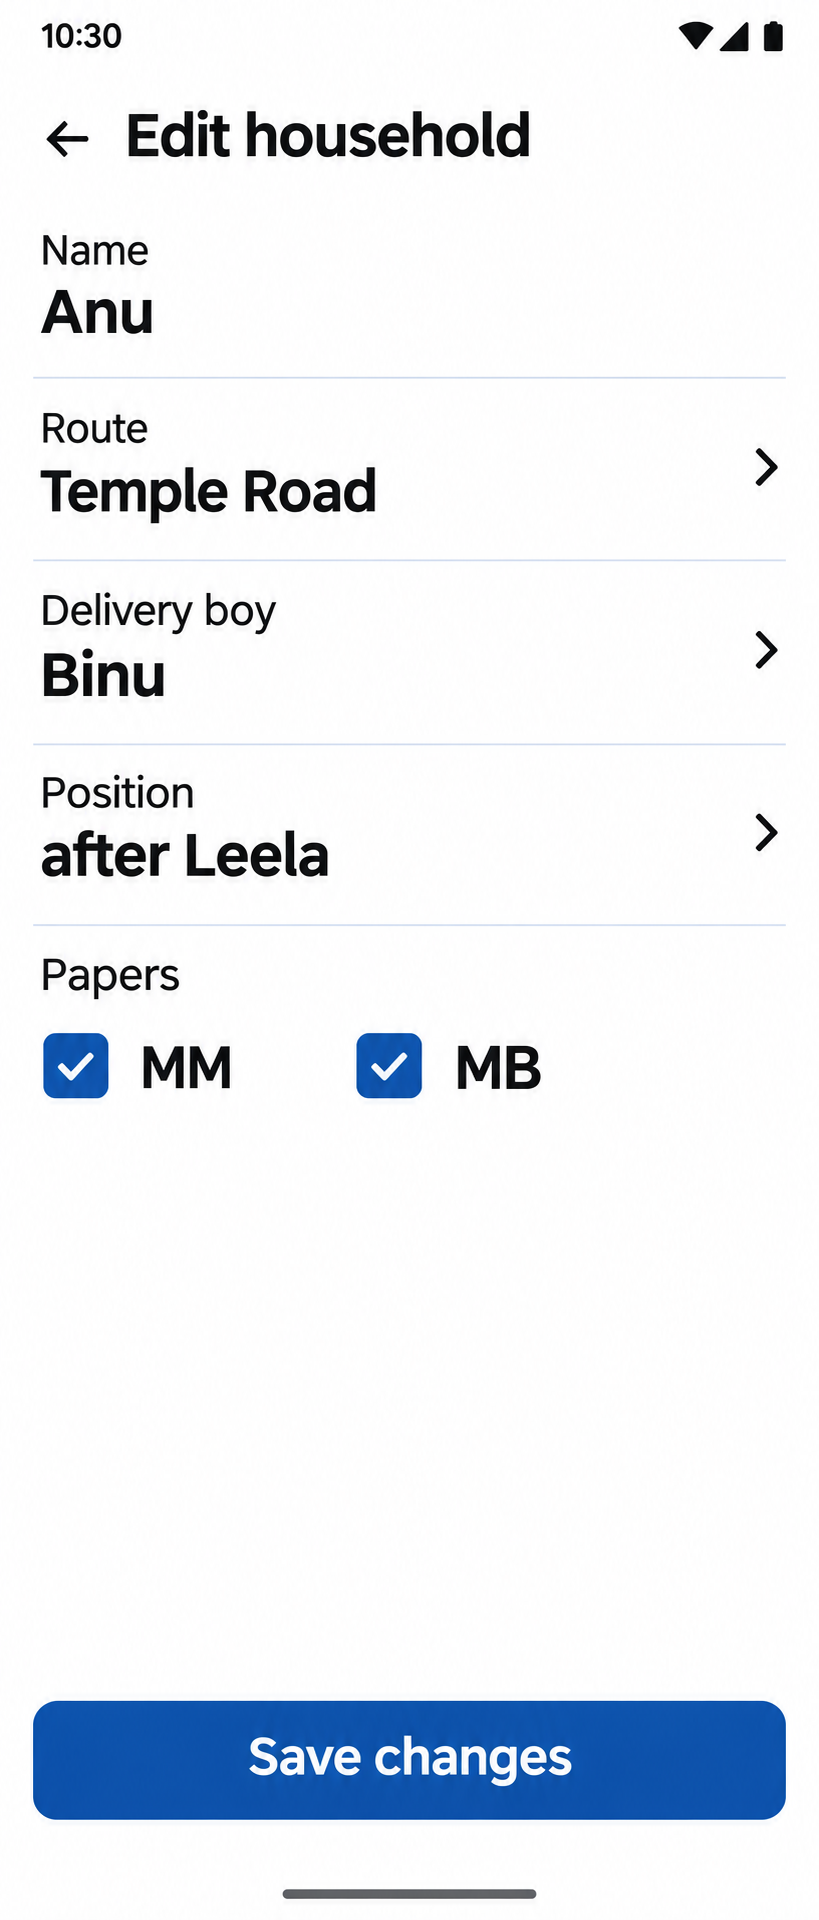 10:30
Edit household
Name
Anu
Route
Temple Road
Delivery boy
Binu
Position
after Leela
Papers
MM MB
Save changes